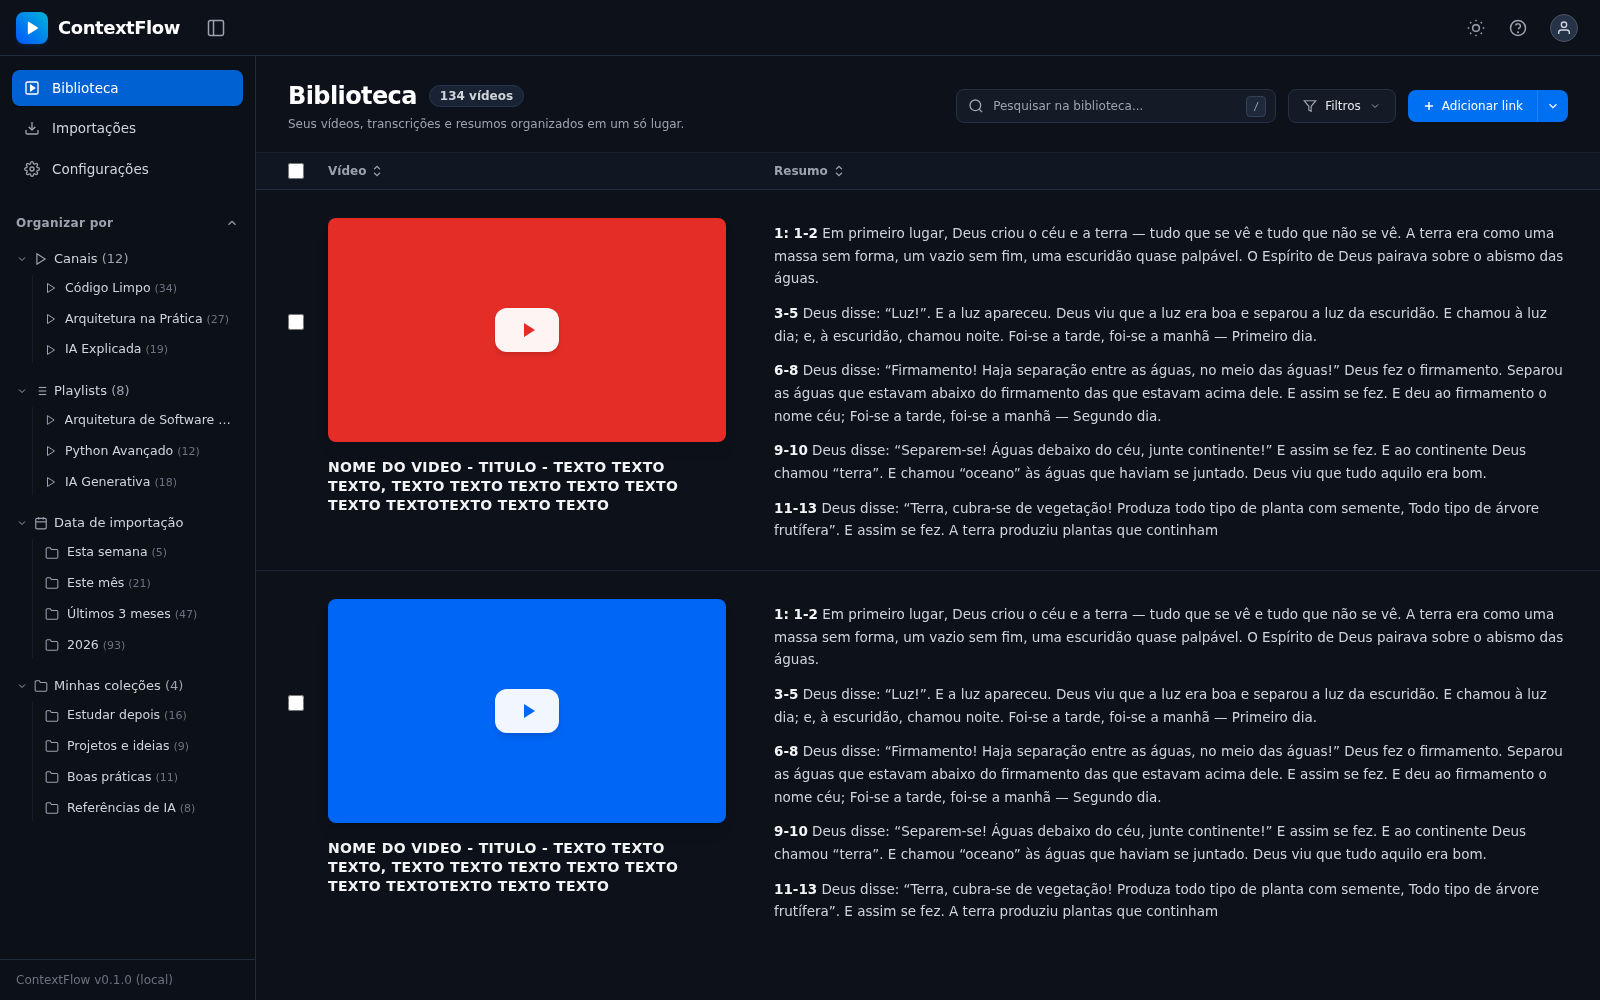 ContextFlow
Biblioteca
Importações
Configurações
Organizar por
Canais (12)
Código Limpo (34)
Arquitetura na Prática (27)
IA Explicada (19)
Playlists (8)
Arquitetura de Software ...
Python Avançado (12)
IA Generativa (18)
Data de importação
Esta semana (5)
Este mês (21)
Últimos 3 meses (47)
2026 (93)
Minhas coleções (4)
Estudar depois (16)
Projetos e ideias (9)
Boas práticas (11)
Referências de IA (8)
ContextFlow v0.1.0 (local)
Biblioteca 134 vídeos
Seus vídeos, transcrições e resumos organizados em um só lugar.
Pesquisar na biblioteca... /
Filtros
+ Adicionar link
Vídeo
Resumo
NOME DO VIDEO - TITULO - TEXTO TEXTO
TEXTO, TEXTO TEXTO TEXTO TEXTO TEXTO
TEXTO TEXTOTEXTO TEXTO TEXTO
1: 1-2 Em primeiro lugar, Deus criou o céu e a terra — tudo que se vê e tudo que não se vê. A terra era como uma
massa sem forma, um vazio sem fim, uma escuridão quase palpável. O Espírito de Deus pairava sobre o abismo das
águas.
3-5 Deus disse: “Luz!”. E a luz apareceu. Deus viu que a luz era boa e separou a luz da escuridão. E chamou à luz
dia; e, à escuridão, chamou noite. Foi-se a tarde, foi-se a manhã — Primeiro dia.
6-8 Deus disse: “Firmamento! Haja separação entre as águas, no meio das águas!” Deus fez o firmamento. Separou
as águas que estavam abaixo do firmamento das que estavam acima dele. E assim se fez. E deu ao firmamento o
nome céu; Foi-se a tarde, foi-se a manhã — Segundo dia.
9-10 Deus disse: “Separem-se! Águas debaixo do céu, junte continente!” E assim se fez. E ao continente Deus
chamou “terra”. E chamou “oceano” às águas que haviam se juntado. Deus viu que tudo aquilo era bom.
11-13 Deus disse: “Terra, cubra-se de vegetação! Produza todo tipo de planta com semente, Todo tipo de árvore
frutífera”. E assim se fez. A terra produziu plantas que continham
NOME DO VIDEO - TITULO - TEXTO TEXTO
TEXTO, TEXTO TEXTO TEXTO TEXTO TEXTO
TEXTO TEXTOTEXTO TEXTO TEXTO
1: 1-2 Em primeiro lugar, Deus criou o céu e a terra — tudo que se vê e tudo que não se vê. A terra era como uma
massa sem forma, um vazio sem fim, uma escuridão quase palpável. O Espírito de Deus pairava sobre o abismo das
águas.
3-5 Deus disse: “Luz!”. E a luz apareceu. Deus viu que a luz era boa e separou a luz da escuridão. E chamou à luz
dia; e, à escuridão, chamou noite. Foi-se a tarde, foi-se a manhã — Primeiro dia.
6-8 Deus disse: “Firmamento! Haja separação entre as águas, no meio das águas!” Deus fez o firmamento. Separou
as águas que estavam abaixo do firmamento das que estavam acima dele. E assim se fez. E deu ao firmamento o
nome céu; Foi-se a tarde, foi-se a manhã — Segundo dia.
9-10 Deus disse: “Separem-se! Águas debaixo do céu, junte continente!” E assim se fez. E ao continente Deus
chamou “terra”. E chamou “oceano” às águas que haviam se juntado. Deus viu que tudo aquilo era bom.
11-13 Deus disse: “Terra, cubra-se de vegetação! Produza todo tipo de planta com semente, Todo tipo de árvore
frutífera”. E assim se fez. A terra produziu plantas que continham